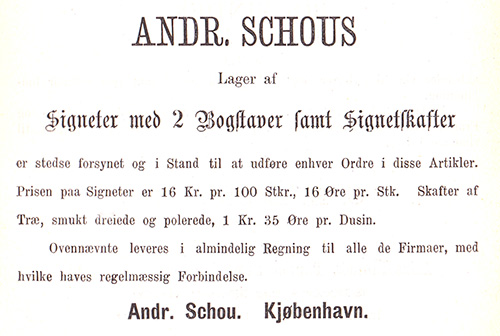 ANDR. SCHOUS
Lager af
Signeter med 2 Bogstaver samt Signetskafter
er stedse forsynet og i Stand til at udføre enhver Ordre i disse Artikler.
Prisen paa Signeter er 16 Kr. pr. 100 Stkr., 16 Øre pr. Stk. Skafter af
Træ, smukt dreiede og polerede, 1 Kr. 35 Øre pr. Dusin.
Ovennævnte leveres i almindelig Regning til alle de Firmaer, med
hvilke haves regelmæssig Forbindelse.
Andr. Schou. Kjøbenhavn.